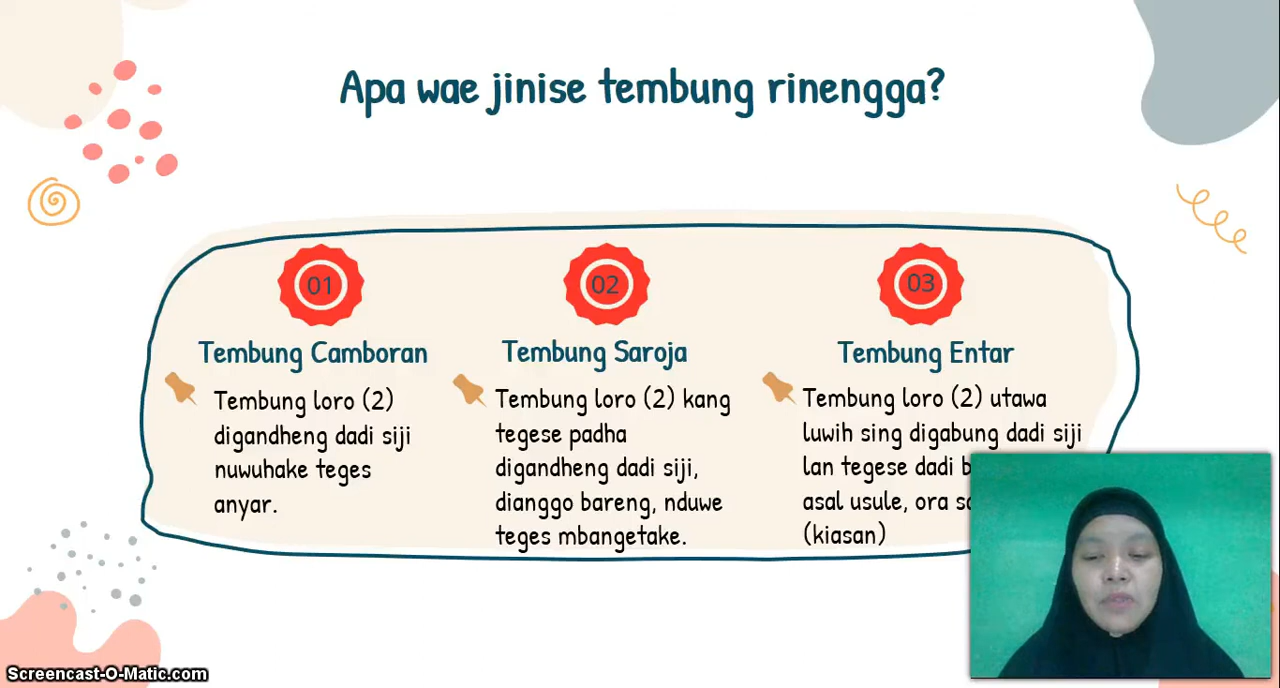 Apa wae jinise tembung rinengga?
01
Tembung Camboran
Tembung loro (2)
digandheng dadi siji
nuwuhake teges
anyar.
02
Tembung Saroja
Tembung loro (2) kang
tegese padha
digandheng dadi siji,
dianggo bareng, nduwe
teges mbangetake.
03
Tembung Entar
Tembung loro (2) utawa
luwih sing digabung dadi siji
lan tegese dadi
asal usule, ora
(kiasan)
Screencast-O-Matic.com